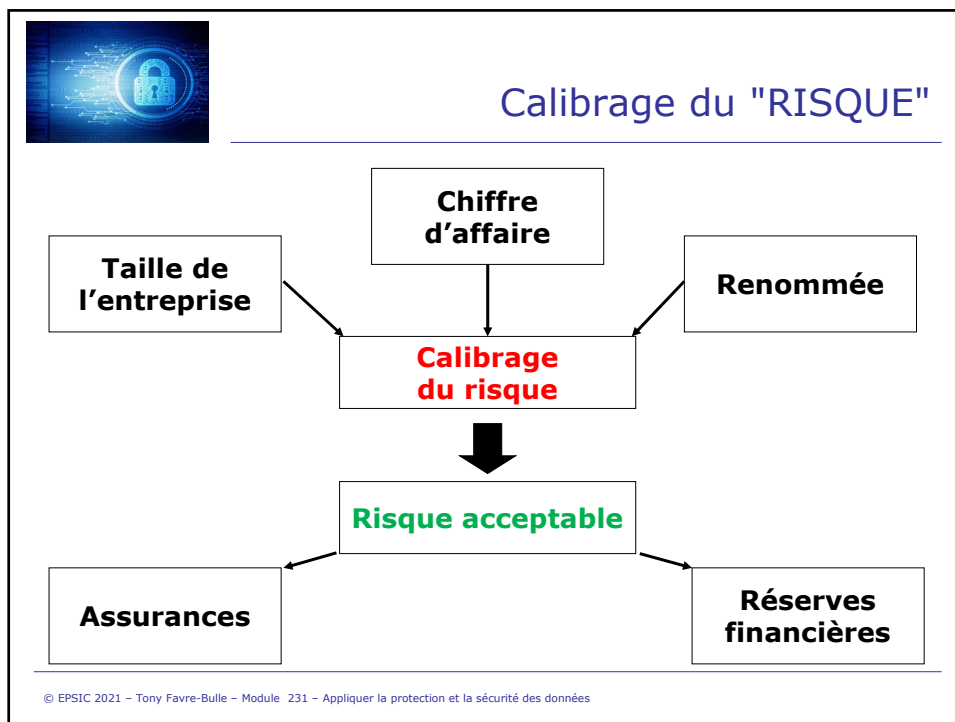 Calibrage du "RISQUE"
Chiffre
d’affaire
Taille de
l’entreprise
Renommée
Calibrage
du risque
Risque acceptable
Assurances
Réserves
financières
© EPSIC 2021 – Tony Favre-Bulle – Module 231 – Appliquer la protection et la sécurité des données